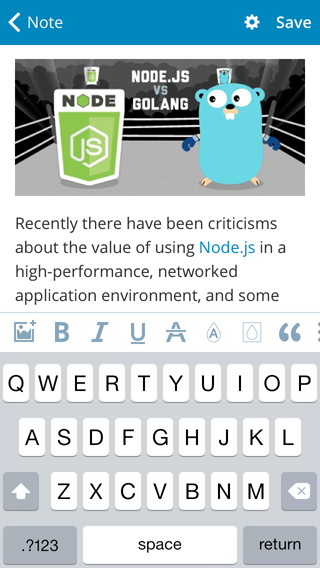 Note Save
NODE.JS
VS
GOLANG
NODE
JS
Recently there have been criticisms
about the value of using Node.js in a
high-performance, networked
application environment, and some
B I U A A
Q W E R T Y U I O P
A S D F G H J K L
Z X C V B N M
.?123 space return